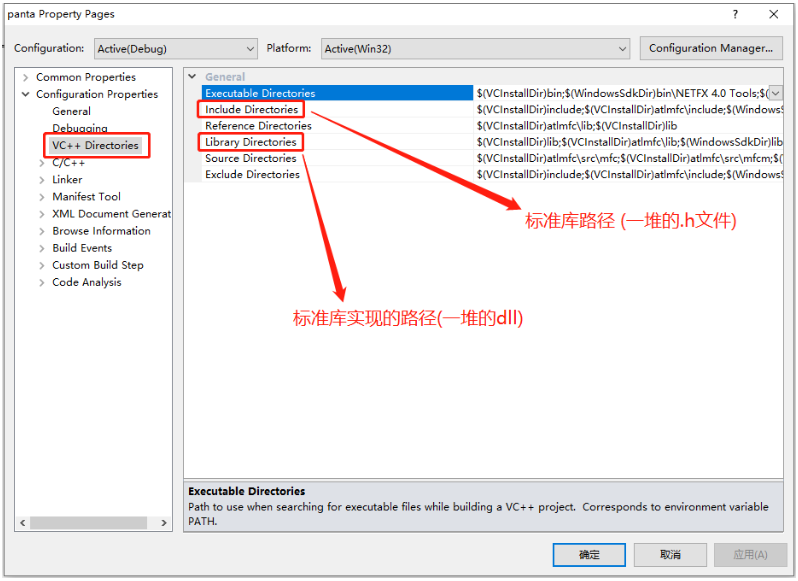 panta Property Pages
Configuration: Active(Debug) Platform: Active(Win32) Configuration Manager...
Common Properties
Configuration Properties
General
Debugging
VC++ Directories
C/C++
Linker
Manifest Tool
XML Document Generat
Browse Information
Build Events
Custom Build Step
Code Analysis
General
Executable Directories $(VCInstallDir)bin;$(WindowsSdkDir)bin\NETFX 4.0 Tools;$(
Include Directories $(VCInstallDir)include;$(VCInstallDir)atlmfc\include;$(Windows
Reference Directories $(VCInstallDir)atlmfc\lib;$(VCInstallDir)lib
Library Directories $(VCInstallDir)lib;$(VCInstallDir)atlmfc\lib;$(WindowsSdkDir)lib
Source Directories $(VCInstallDir)atlmfc\src\mfc;$(VCInstallDir)atlmfc\src\mfcm;$(
Exclude Directories $(VCInstallDir)include;$(VCInstallDir)atlmfc\include;$(Windows
标准库路径 (一堆的.h文件)
标准库实现的路径(一堆的dll)
Executable Directories
Path to use when searching for executable files while building a VC++ project. Corresponds to environment variable
PATH.
确定 取消 应用(A)